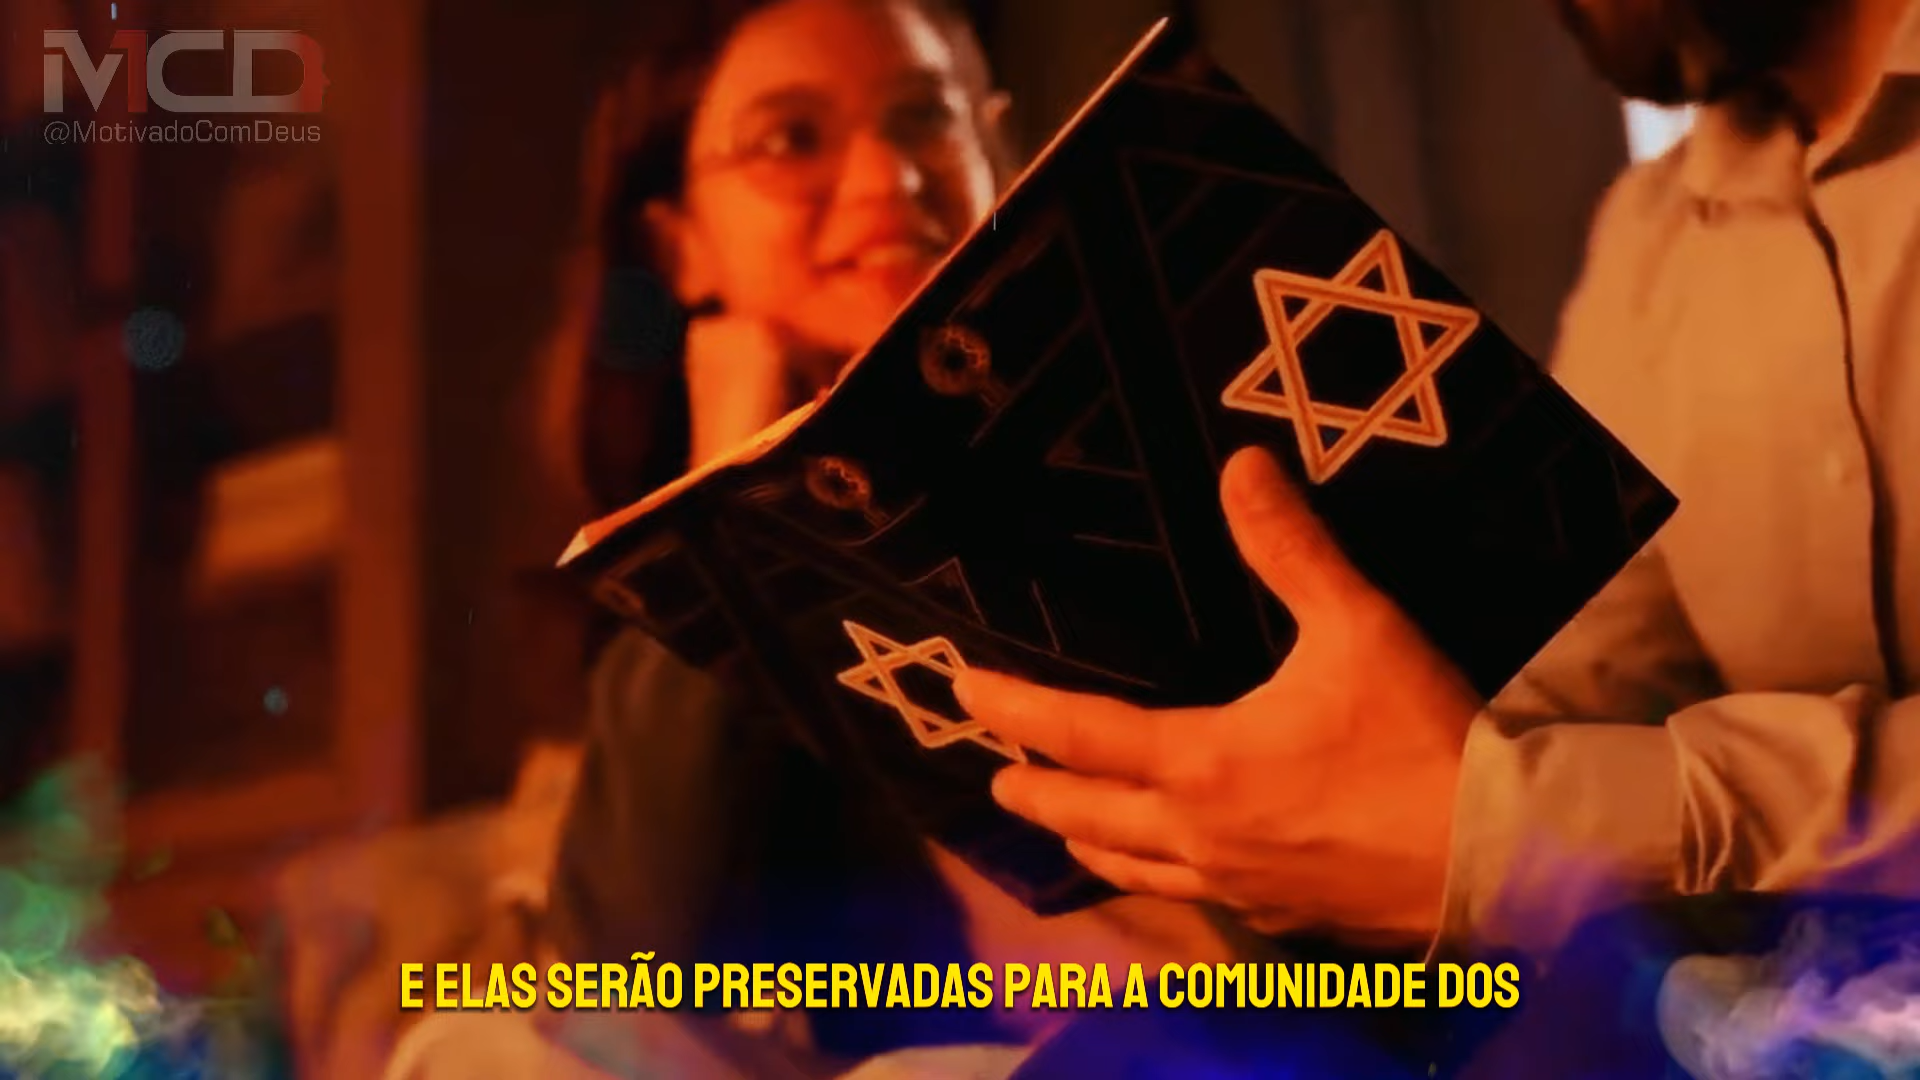 MCD
@MotivadoComDeus
E ELAS SERÃO PRESERVADAS PARA A COMUNIDADE DOS